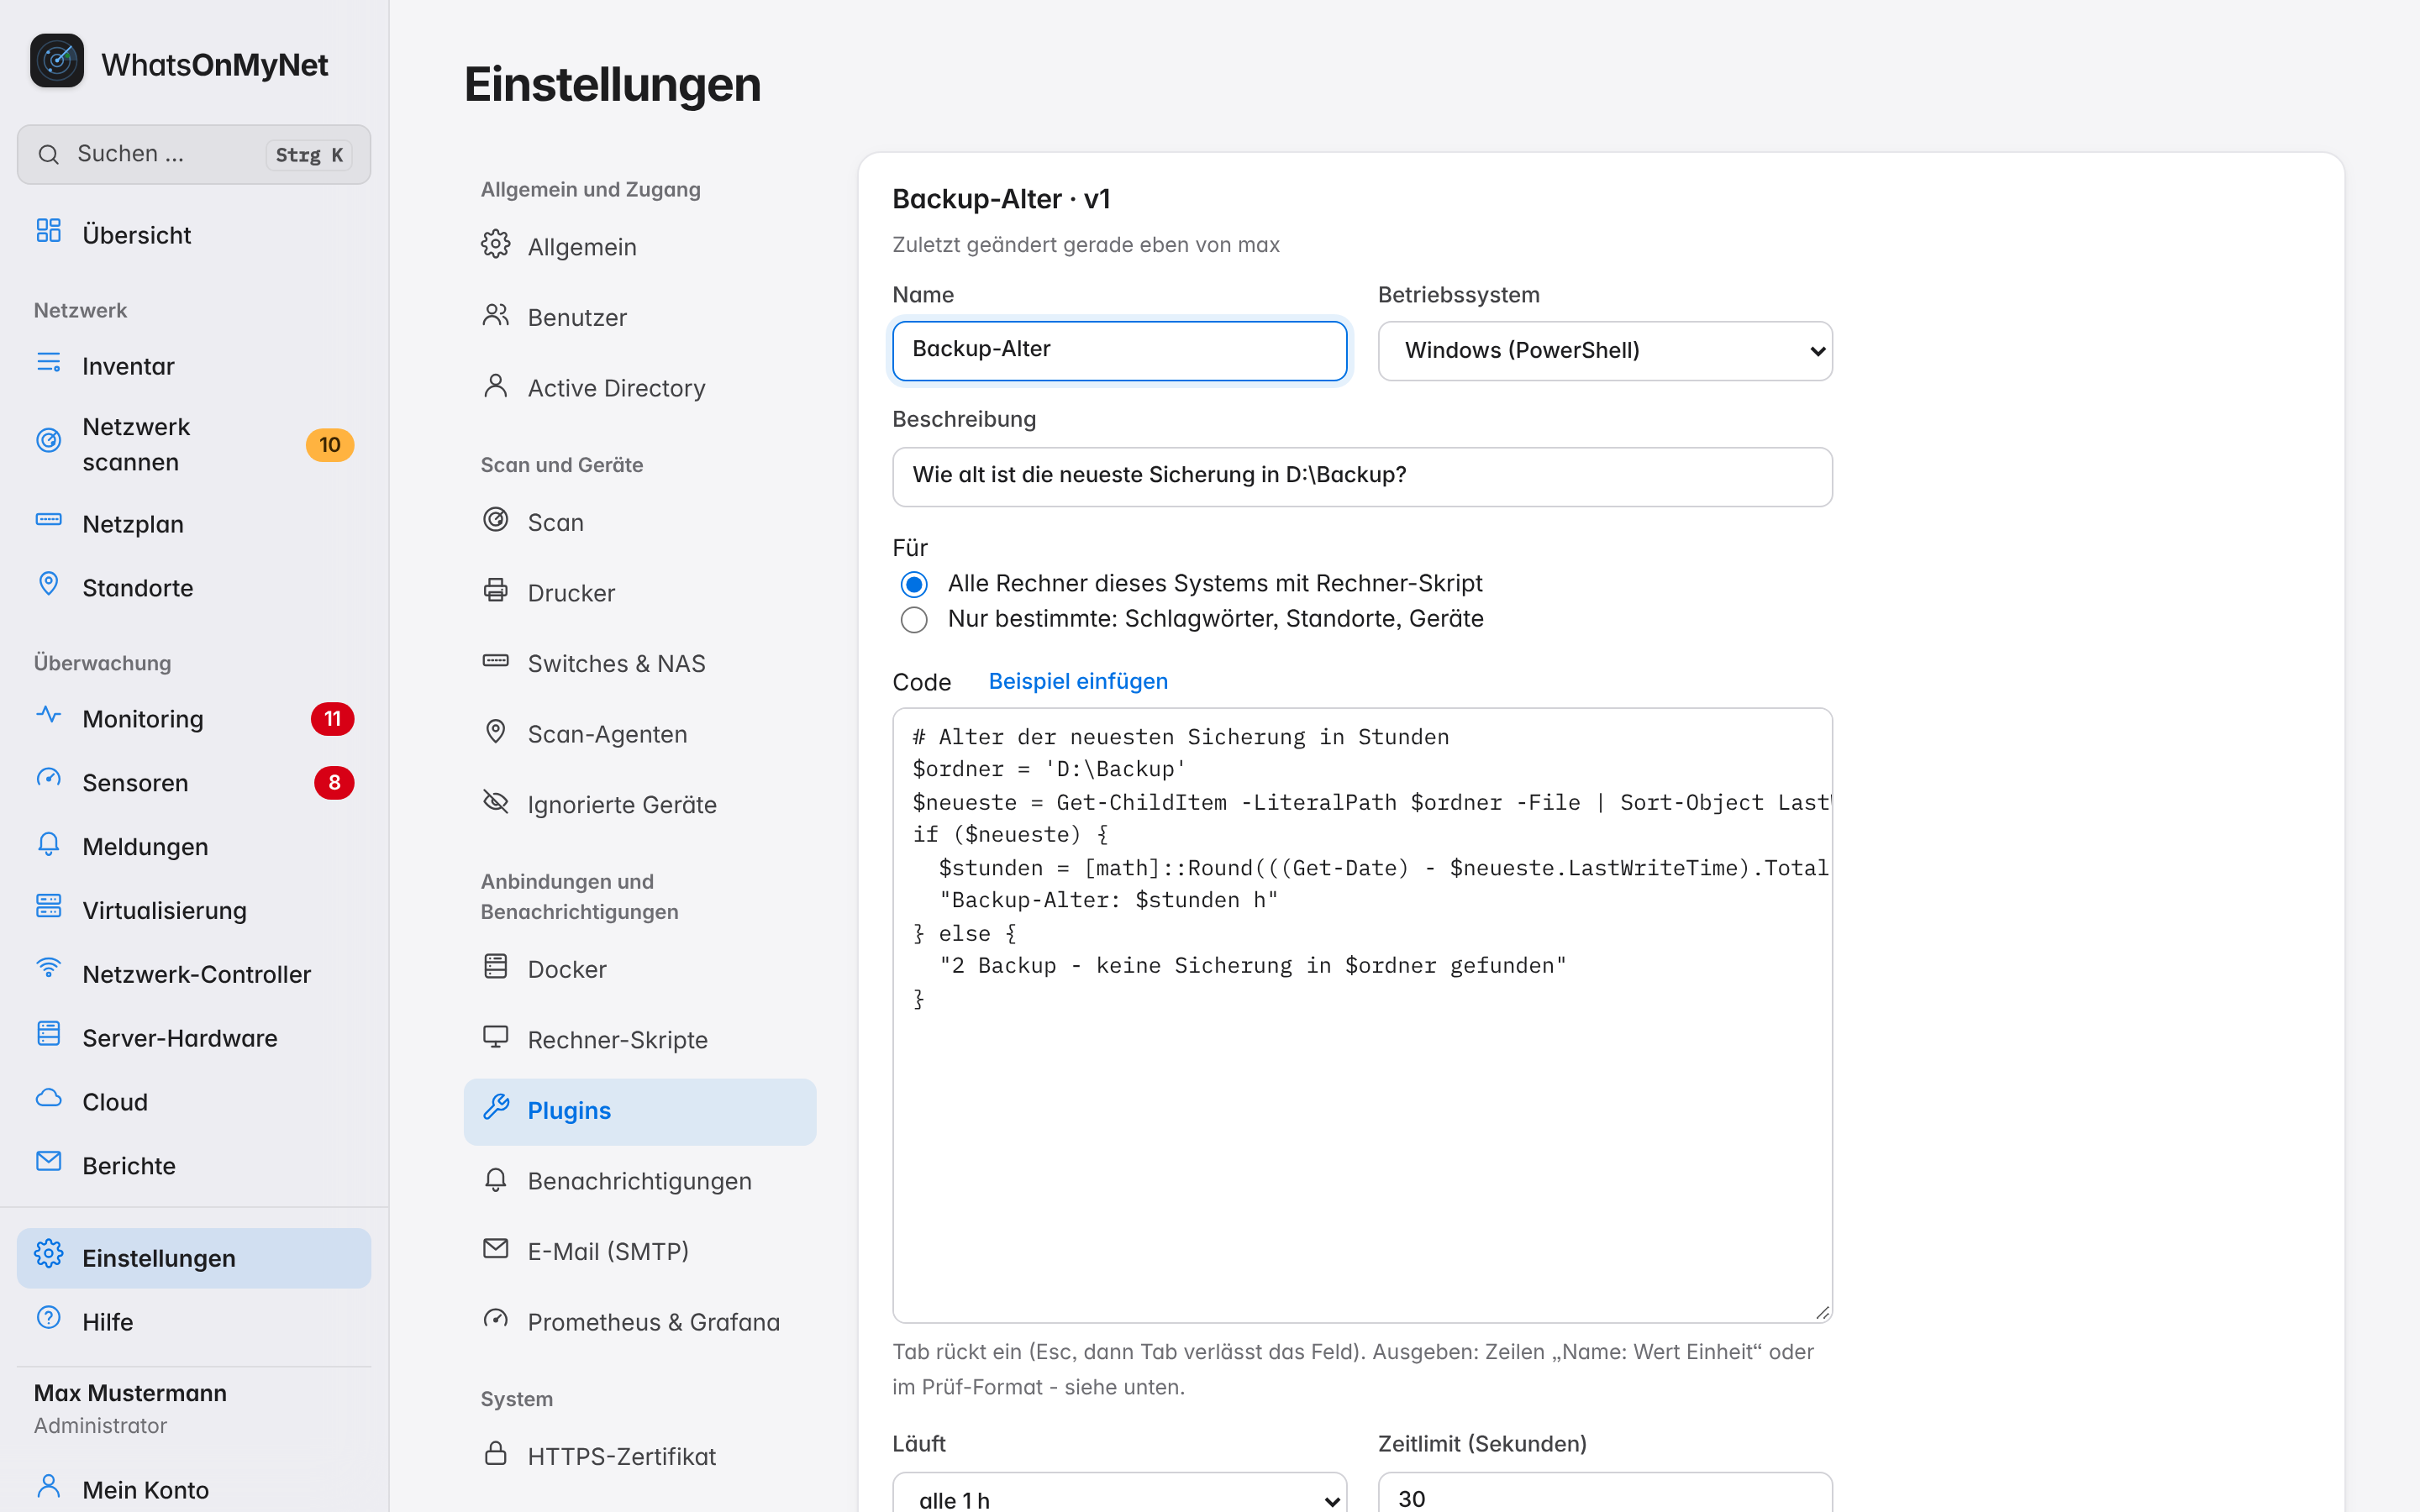 WhatsOnMyNet
Suchen ...
Strg K
Übersicht
Netzwerk
Inventar
Netzwerk
scannen
10
Netzplan
Standorte
Überwachung
Monitoring
11
Sensoren
8
Meldungen
Virtualisierung
Netzwerk-Controller
Server-Hardware
Cloud
Berichte
Einstellungen
Hilfe
Max Mustermann
Administrator
Mein Konto
Einstellungen
Allgemein und Zugang
Allgemein
Benutzer
Active Directory
Scan und Geräte
Scan
Drucker
Switches & NAS
Scan-Agenten
Ignorierte Geräte
Anbindungen und
Benachrichtigungen
Docker
Rechner-Skripte
Plugins
Benachrichtigungen
E-Mail (SMTP)
Prometheus & Grafana
System
HTTPS-Zertifikat
Backup-Alter · v1
Zuletzt geändert gerade eben von max
Name
Betriebssystem
Backup-Alter
Windows (PowerShell)
Beschreibung
Wie alt ist die neueste Sicherung in D:\Backup?
Für
Alle Rechner dieses Systems mit Rechner-Skript
Nur bestimmte: Schlagwörter, Standorte, Geräte
Code
Beispiel einfügen
# Alter der neuesten Sicherung in Stunden
$ordner = 'D:\Backup'
$neueste = Get-ChildItem -LiteralPath $ordner -File | Sort-Object Last
if ($neueste) {
  $stunden = [math]::Round(((Get-Date) - $neueste.LastWriteTime).Total
  "Backup-Alter: $stunden h"
} else {
  "2 Backup - keine Sicherung in $ordner gefunden"
}
Tab rückt ein (Esc, dann Tab verlässt das Feld). Ausgeben: Zeilen „Name: Wert Einheit“ oder
im Prüf-Format - siehe unten.
Läuft
Zeitlimit (Sekunden)
alle 1 h
30